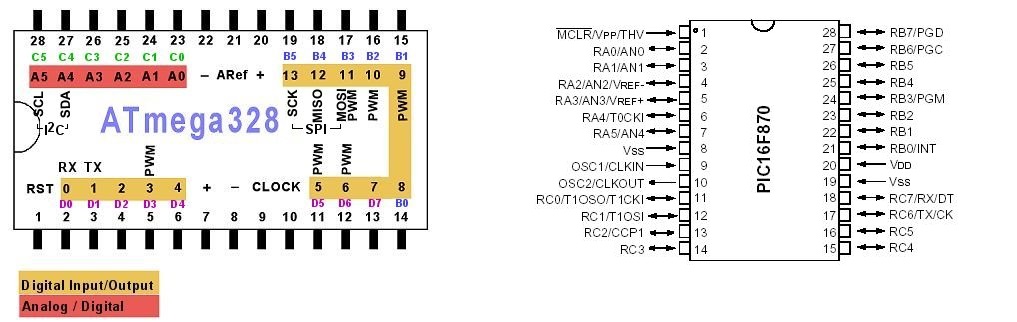 28 27 26 25 24 23 22 21 20 19 18 17 16 15
C5 C4 C3 C2 C1 C0 B5 B4 B3 B2 B1
A5 A4 A3 A2 A1 A0 − ARef + 13 12 11 10 9
SCL SDA SCK MISO MOSI PWM PWM PWM
I2C SPI
ATmega328
RX TX PWM PWM PWM
RST 0 1 2 3 4 + − CLOCK 5 6 7 8
D0 D1 D2 D3 D4 D5 D6 D7 B0
1 2 3 4 5 6 7 8 9 10 11 12 13 14
Digital Input/Output
Analog / Digital
MCLR/VPP/THV 1 28 RB7/PGD
RA0/AN0 2 27 RB6/PGC
RA1/AN1 3 26 RB5
RA2/AN2/VREF- 4 25 RB4
RA3/AN3/VREF+ 5 24 RB3/PGM
RA4/T0CKI 6 23 RB2
RA5/AN4 7 22 RB1
VSS 8 21 RB0/INT
OSC1/CLKIN 9 20 VDD
OSC2/CLKOUT 10 19 VSS
RC0/T1OSO/T1CKI 11 18 RC7/RX/DT
RC1/T1OSI 12 17 RC6/TX/CK
RC2/CCP1 13 16 RC5
RC3 14 15 RC4
PIC16F870